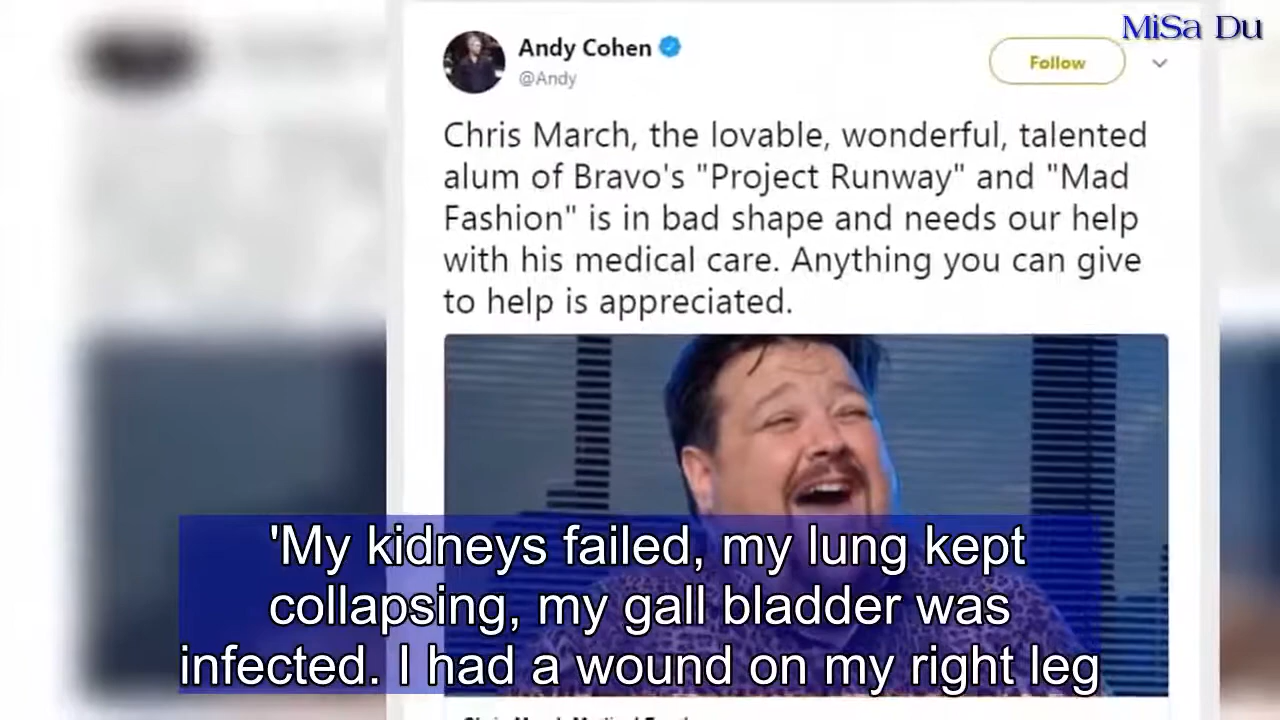 MiSa Du
Andy Cohen
@Andy
Follow
Chris March, the lovable, wonderful, talented
alum of Bravo's "Project Runway" and "Mad
Fashion" is in bad shape and needs our help
with his medical care. Anything you can give
to help is appreciated.
'My kidneys failed, my lung kept
collapsing, my gall bladder was
infected. I had a wound on my right leg